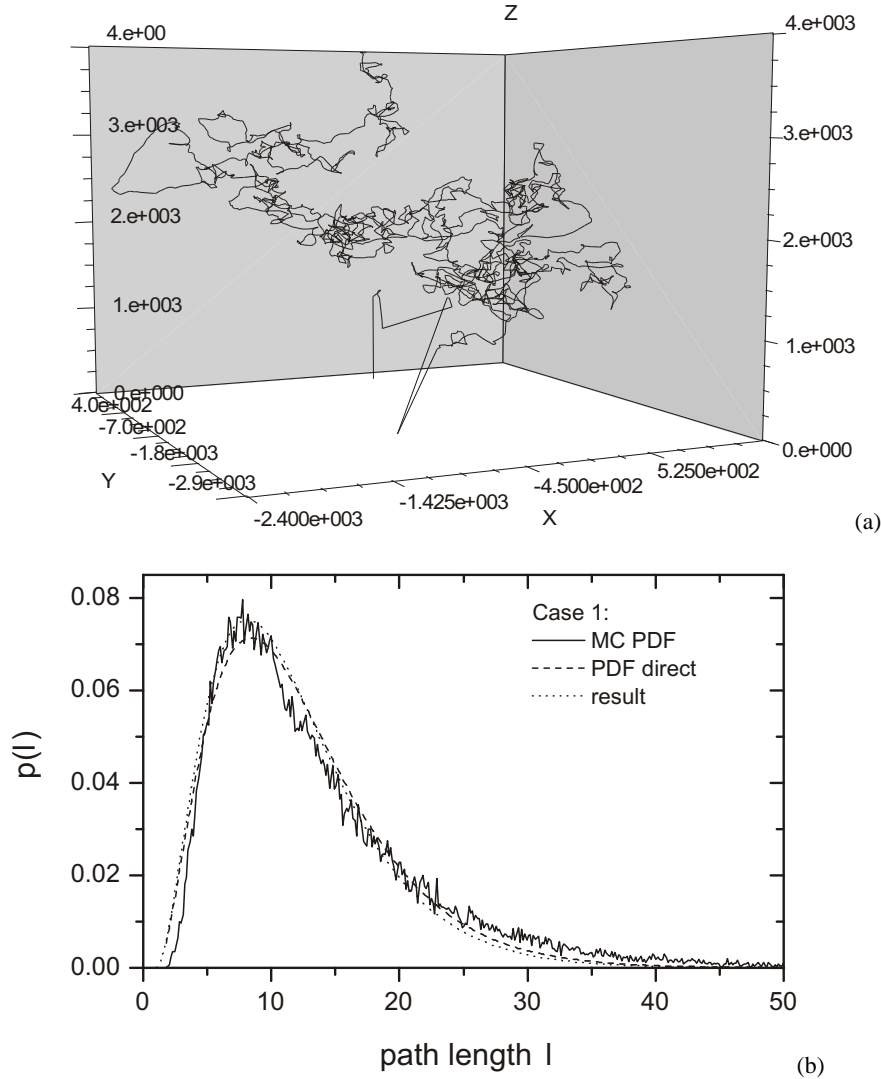 Z
4.e+00
4.e+003
3.e+003
3.e+003
2.e+003
2.e+003
1.e+003
1.e+003
0.e+000
0.e+000
4.0e+002
-7.0e+002
-1.8e+003
-2.9e+003
Y
5.250e+002
-4.500e+002
-1.425e+003
-2.400e+003
X
(a)
0.08
0.06
0.04
0.02
0.00
p(l)
Case 1:
MC PDF
PDF direct
result
0 10 20 30 40 50
path length l
(b)